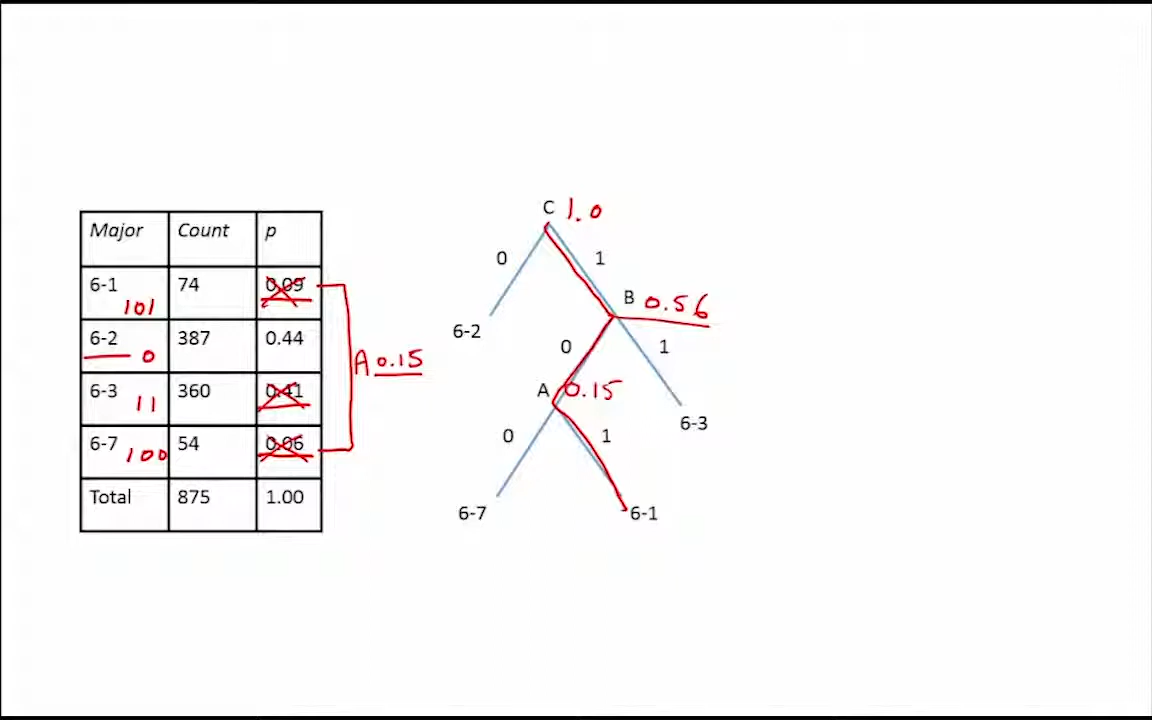 Major Count p
6-1 101 74 0.09
6-2 0 387 0.44
6-3 11 360 0.41
6-7 100 54 0.06
Total 875 1.00
A 0.15
C 1.0
0 1
B 0.56
6-2
0 1
A 0.15
6-3
0 1
6-7 6-1